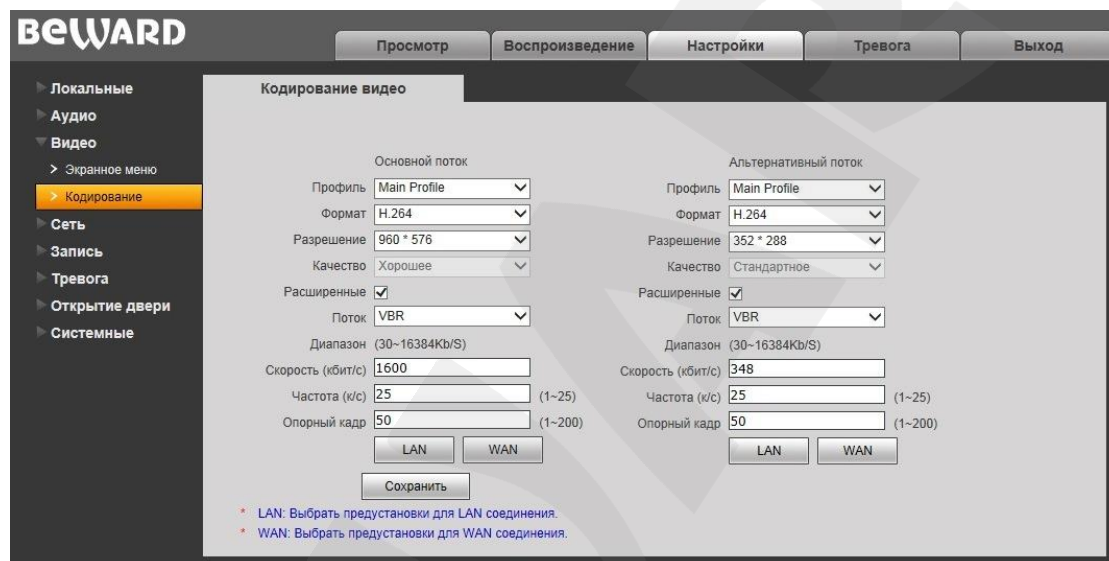 BEWARD
Просмотр Воспроизведение Настройки Тревога Выход
Локальные
Аудио
Видео
> Экранное меню
> Кодирование
Сеть
Запись
Тревога
Открытие двери
Системные
Кодирование видео
Основной поток
Профиль Main Profile
Формат H.264
Разрешение 960 * 576
Качество Хорошее
Расширенные
Поток VBR
Диапазон (30~16384Kb/S)
Скорость (кбит/с) 1600
Частота (к/с) 25 (1~25)
Опорный кадр 50 (1~200)
LAN WAN
Альтернативный поток
Профиль Main Profile
Формат H.264
Разрешение 352 * 288
Качество Стандартное
Расширенные
Поток VBR
Диапазон (30~16384Kb/S)
Скорость (кбит/с) 348
Частота (к/с) 25 (1~25)
Опорный кадр 50 (1~200)
LAN WAN
Сохранить
* LAN: Выбрать предустановки для LAN соединения.
* WAN: Выбрать предустановки для WAN соединения.